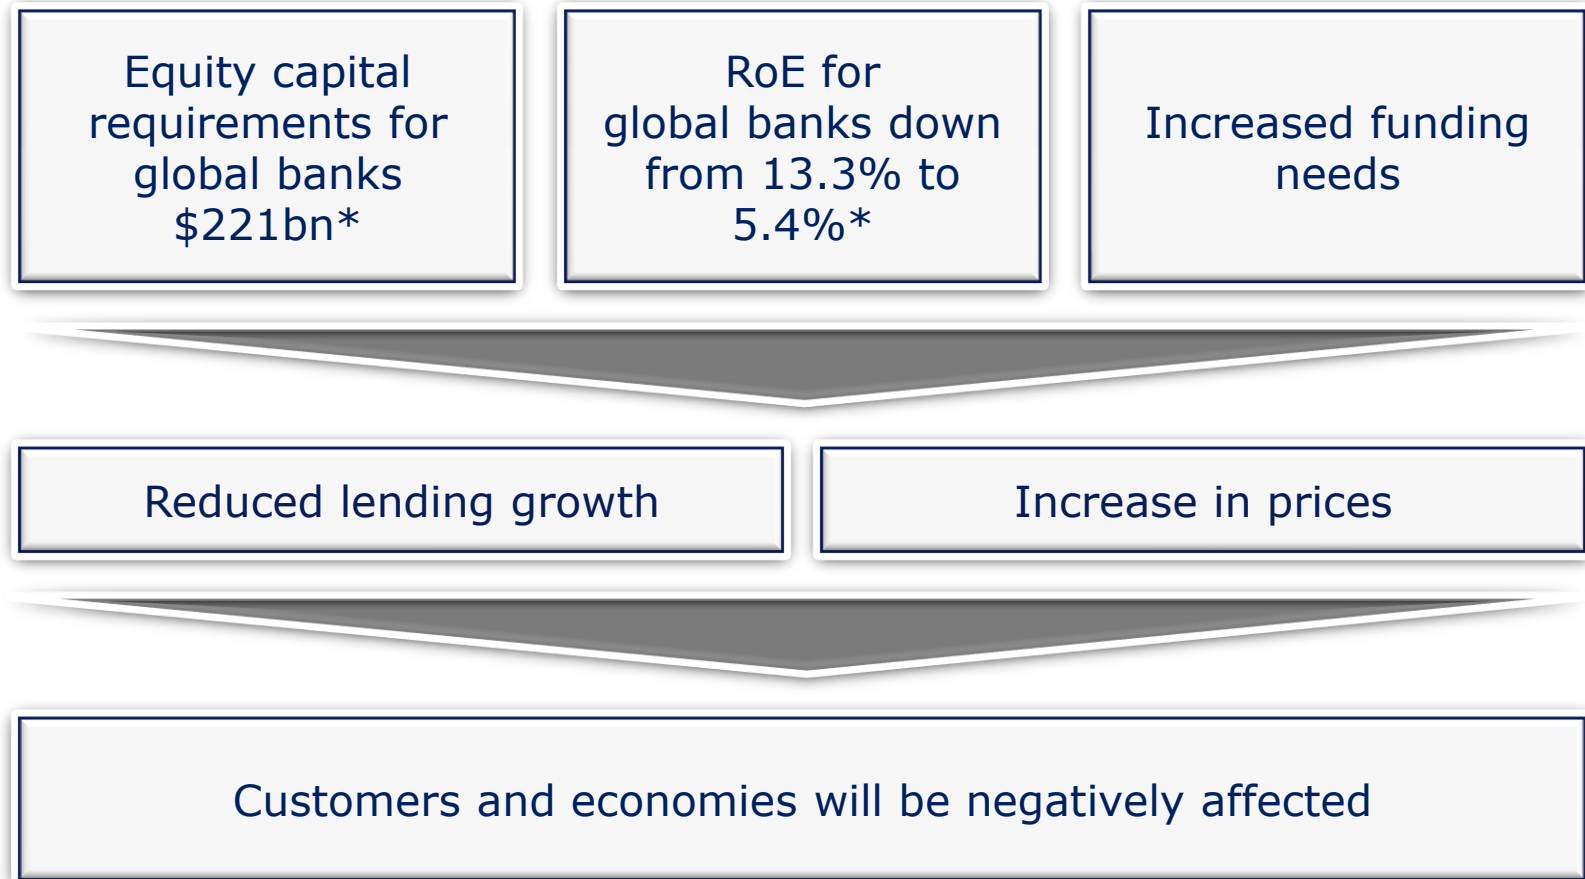 Equity capital
requirements for
global banks
$221bn*
RoE for
global banks down
from 13.3% to
5.4%*
Increased funding
needs
Reduced lending growth
Increase in prices
Customers and economies will be negatively affected